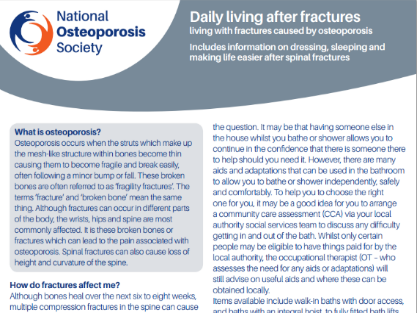 National
Osteoporosis
Society
Daily living after fractures
living with fractures caused by osteoporosis
Includes information on dressing, sleeping and
making life easier after spinal fractures
What is osteoporosis?
Osteoporosis occurs when the struts which make up
the mesh-like structure within bones become thin
causing them to become fragile and break easily,
often following a minor bump or fall. These broken
bones are often referred to as 'fragility fractures'. The
terms 'fracture' and 'broken bone' mean the same
thing. Although fractures can occur in different parts
of the body, the wrists, hips and spine are most
commonly affected. It is these broken bones or
fractures which can lead to the pain associated with
osteoporosis. Spinal fractures can also cause loss of
height and curvature of the spine.
How do fractures affect me?
Although bones heal over the next six to eight weeks,
multiple compression fractures in the spine can cause
the question. It may be that having someone else in
the house whilst you bathe or shower allows you to
continue in the confidence that there is someone there
to help should you need it. However, there are many
aids and adaptations that can be used in the bathroom
to allow you to bathe or shower independently, safely
and comfortably. To help you to choose the right
one for you, it may be a good idea for you to arrange
a community care assessment (CCA) via your local
authority social services team to discuss any difficulty
getting in and out of the bath. Whilst only certain
people may be eligible to have things paid for by the
local authority, the occupational therapist (OT – who
assesses the need for any aids or adaptations) will
still advise on useful aids and where these can be
obtained locally.
Items available include walk-in baths with door access,
and baths with an integral hoist, to fully fitted bath lifts